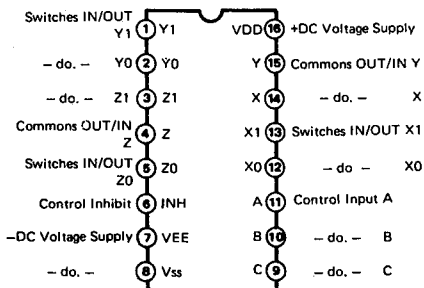 Switches IN/OUT Y1 1 Y1 VDD 16 +DC Voltage Supply
– do. – Y0 2 Y0 Y 15 Commons OUT/IN Y
– do. – Z1 3 Z1 X 14 – do. – X
Commons OUT/IN Z 4 Z X1 13 Switches IN/OUT X1
Switches IN/OUT Z0 5 Z0 X0 12 – do – X0
Control Inhibit 6 INH A 11 Control Input A
–DC Voltage Supply 7 VEE B 10 – do. – B
– do. – 8 Vss C 9 – do. – C